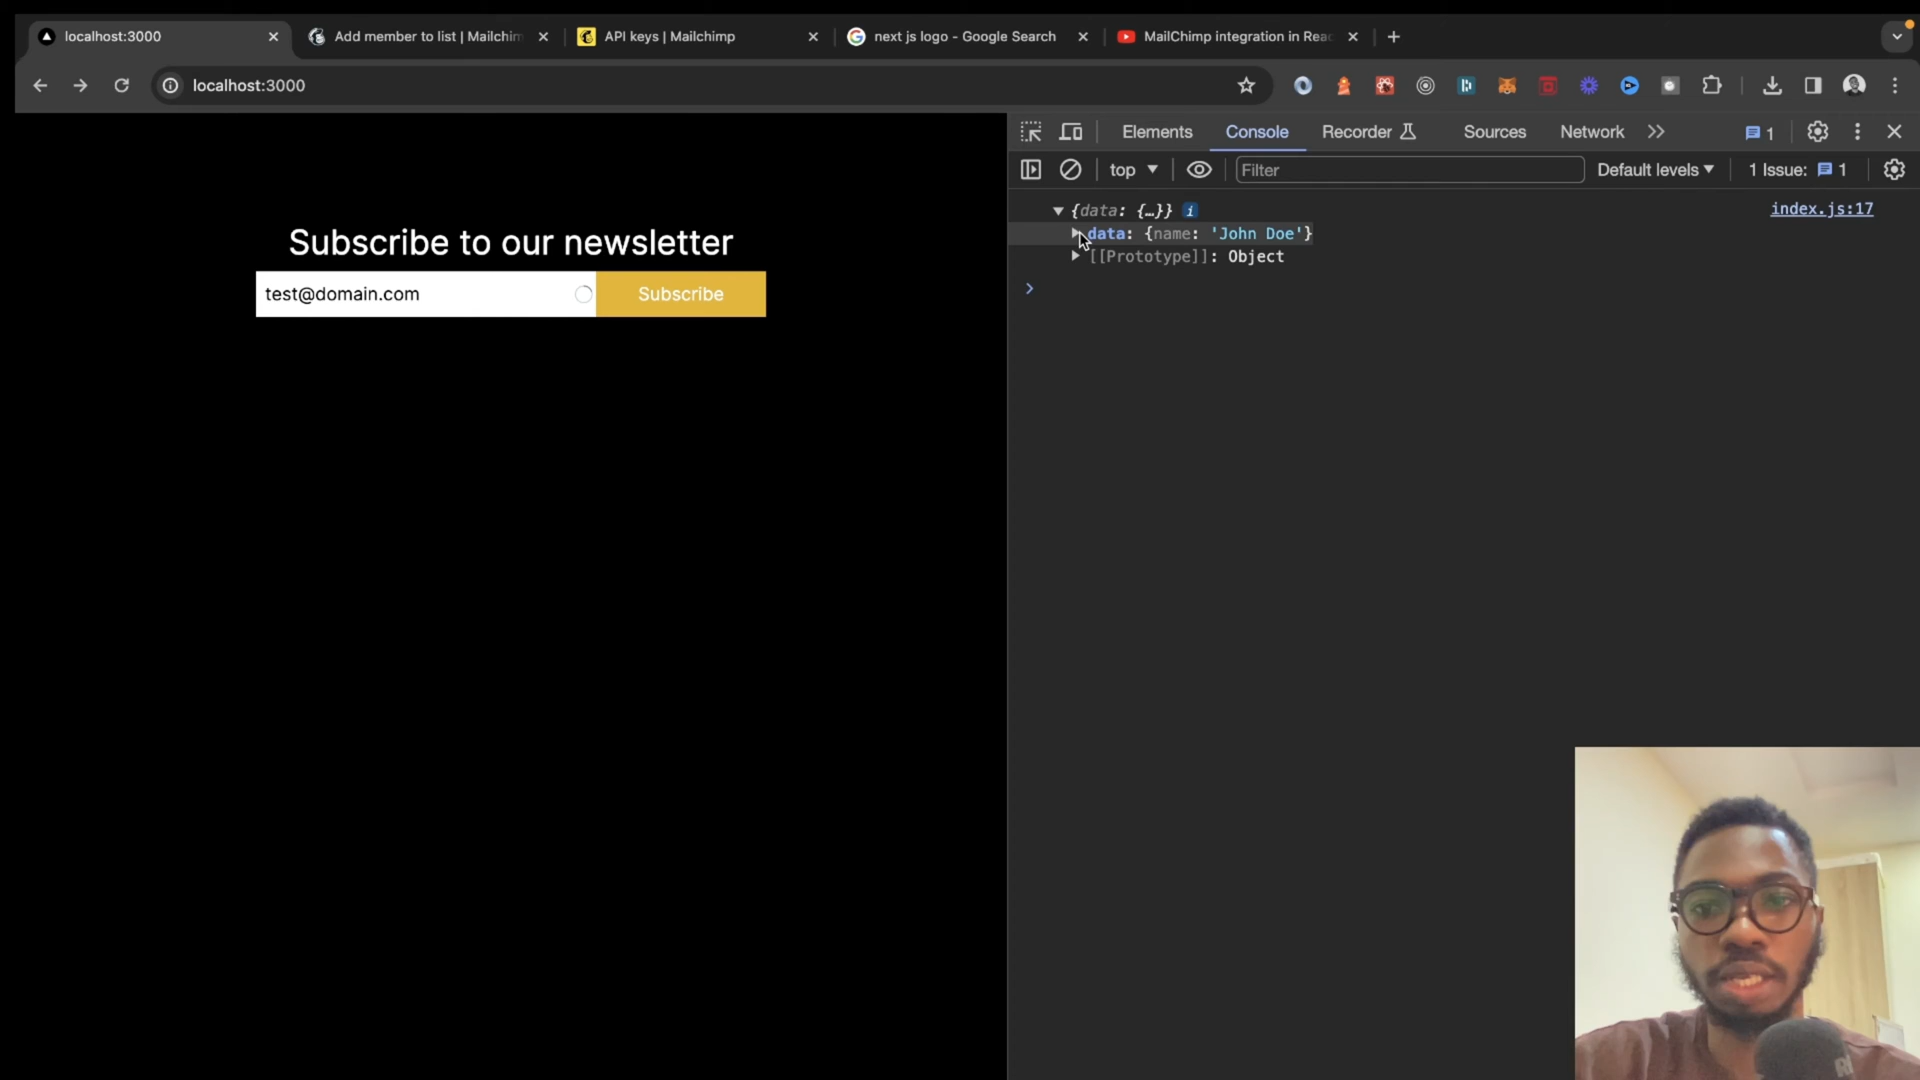 localhost:3000
Add member to list | Mailchim
API keys | Mailchimp
next js logo - Google Search
MailChimp integration in Reac
localhost:3000
Elements
Console
Recorder
Sources
Network
1
top
Filter
Default levels
1 Issue:
1
{data: {…}}
index.js:17
data: {name: 'John Doe'}
[[Prototype]]: Object
Subscribe to our newsletter
test@domain.com
Subscribe